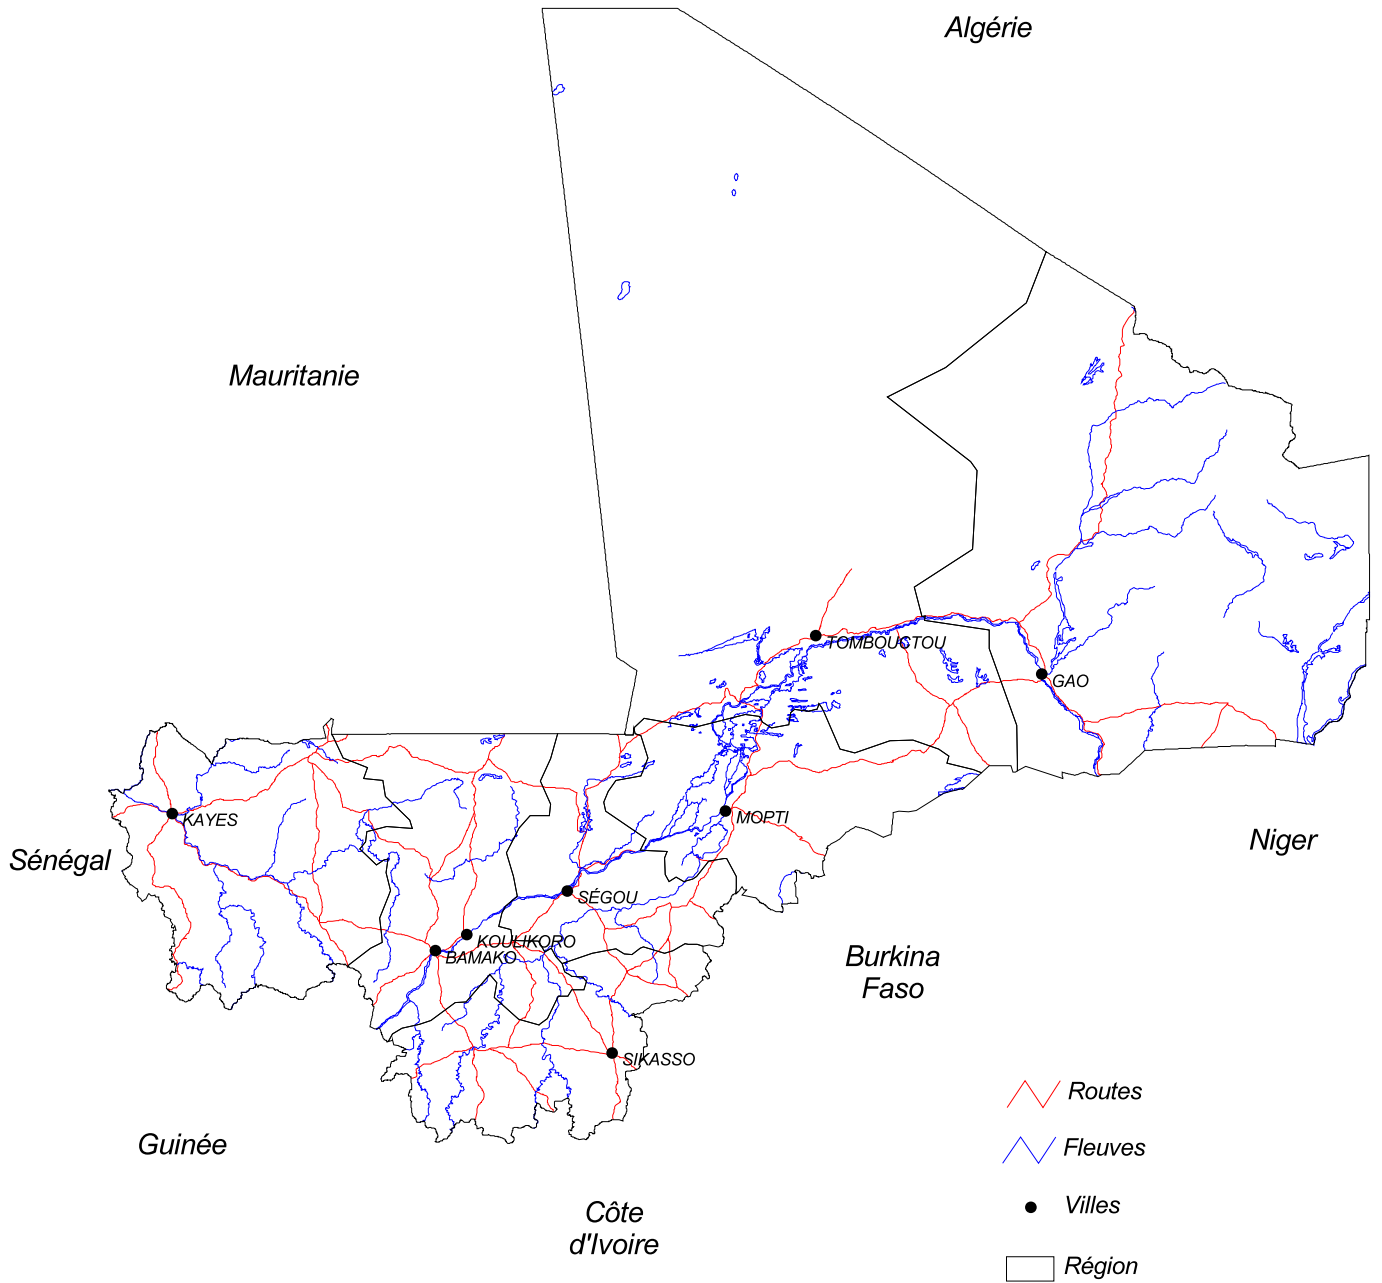 Algérie
Mauritanie
TOMBOUCTOU
GAO
KAYES
MOPTI
Sénégal
Niger
SÉGOU
KOULIKORO
BAMAKO
Burkina
Faso
SIKASSO
Routes
Guinée
Fleuves
Villes
Côte
d'Ivoire
Région